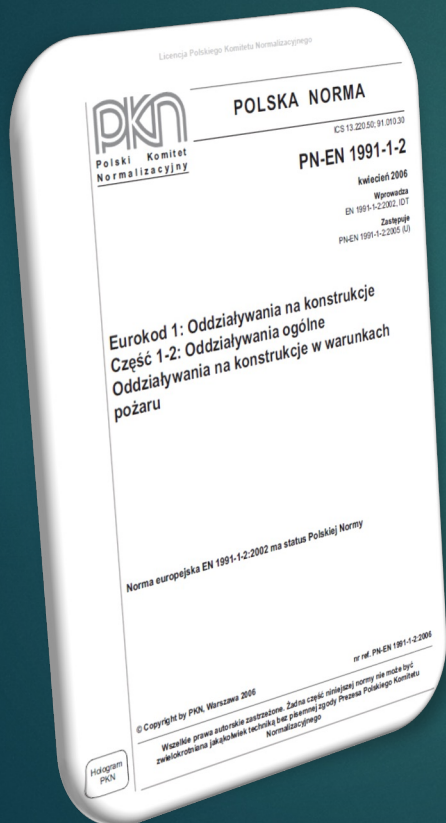 Licencja Polskiego Komitetu Normalizacyjnego
PKN
Polski Komitet
Normalizacyjny
POLSKA NORMA
ICS 13.220.50; 91.010.30
PN-EN 1991-1-2
kwiecień 2006
Wprowadza
EN 1991-1-2:2002, IDT
Zastępuje
PN-EN 1991-1-2:2005 (U)
Eurokod 1: Oddziaływania na konstrukcje
Część 1-2: Oddziaływania ogólne
Oddziaływania na konstrukcje w warunkach
pożaru
Norma europejska EN 1991-1-2:2002 ma status Polskiej Normy
nr ref. PN-EN 1991-1-2:2006
© Copyright by PKN, Warszawa 2006
Wszelkie prawa autorskie zastrzeżone. Żadna część niniejszej normy nie może być
zwielokrotniana jakąkolwiek techniką bez pisemnej zgody Prezesa Polskiego Komitetu
Normalizacyjnego
Hologram
PKN